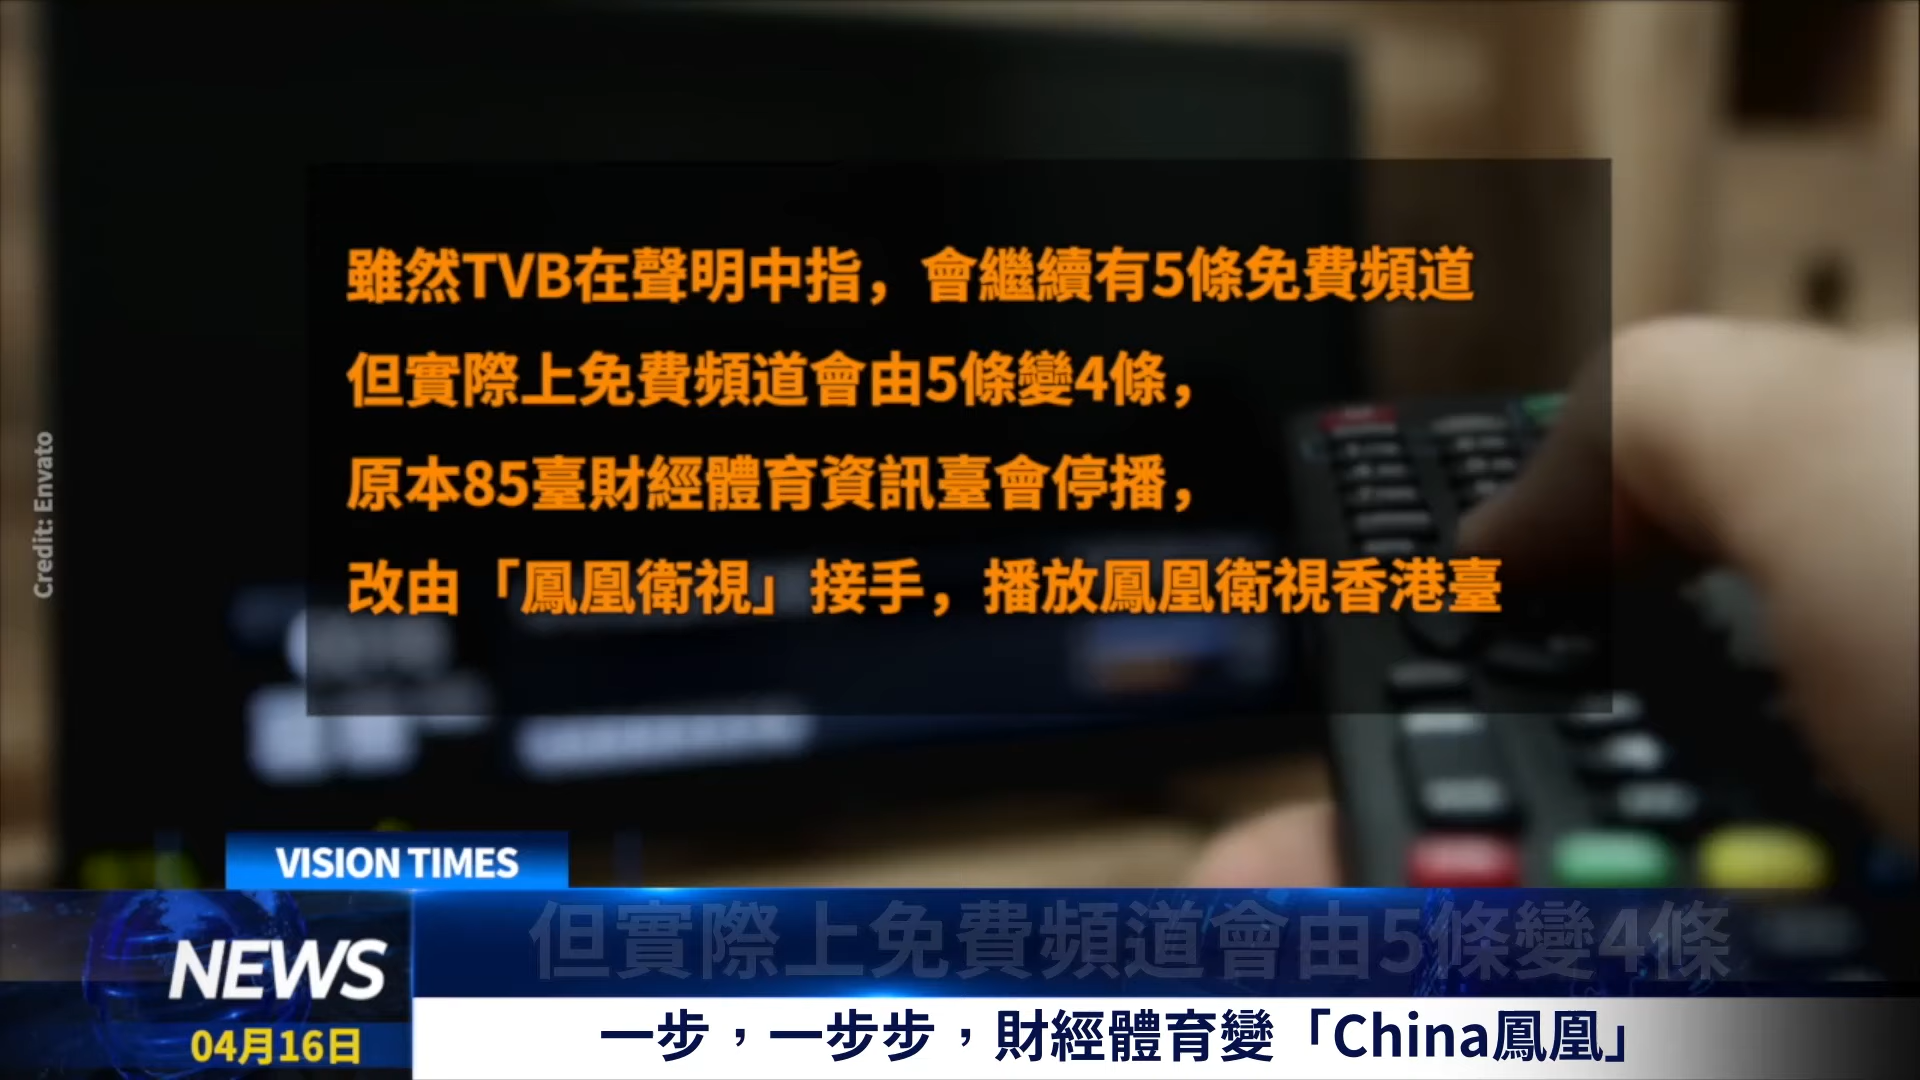 雖然TVB在聲明中指，會繼續有5條免費頻道
但實際上免費頻道會由5條變4條，
原本85臺財經體育資訊臺會停播，
改由「鳳凰衛視」接手，播放鳳凰衛視香港臺
Credit: Envato
VISION TIMES
但實際上免費頻道會由5條變4條
NEWS
一步，一步步，財經體育變「China鳳凰」
04月16日